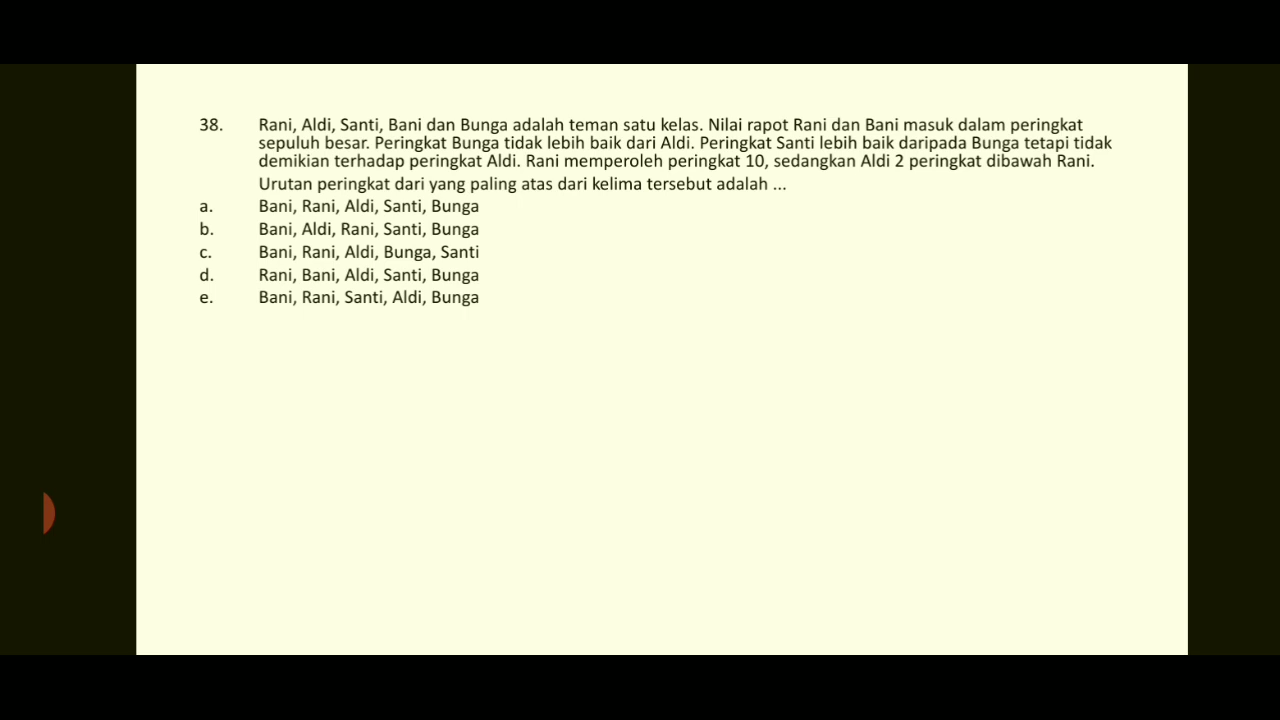 38. Rani, Aldi, Santi, Bani dan Bunga adalah teman satu kelas. Nilai rapot Rani dan Bani masuk dalam peringkat
sepuluh besar. Peringkat Bunga tidak lebih baik dari Aldi. Peringkat Santi lebih baik daripada Bunga tetapi tidak
demikian terhadap peringkat Aldi. Rani memperoleh peringkat 10, sedangkan Aldi 2 peringkat dibawah Rani.
Urutan peringkat dari yang paling atas dari kelima tersebut adalah ...
a. Bani, Rani, Aldi, Santi, Bunga
b. Bani, Aldi, Rani, Santi, Bunga
c. Bani, Rani, Aldi, Bunga, Santi
d. Rani, Bani, Aldi, Santi, Bunga
e. Bani, Rani, Santi, Aldi, Bunga